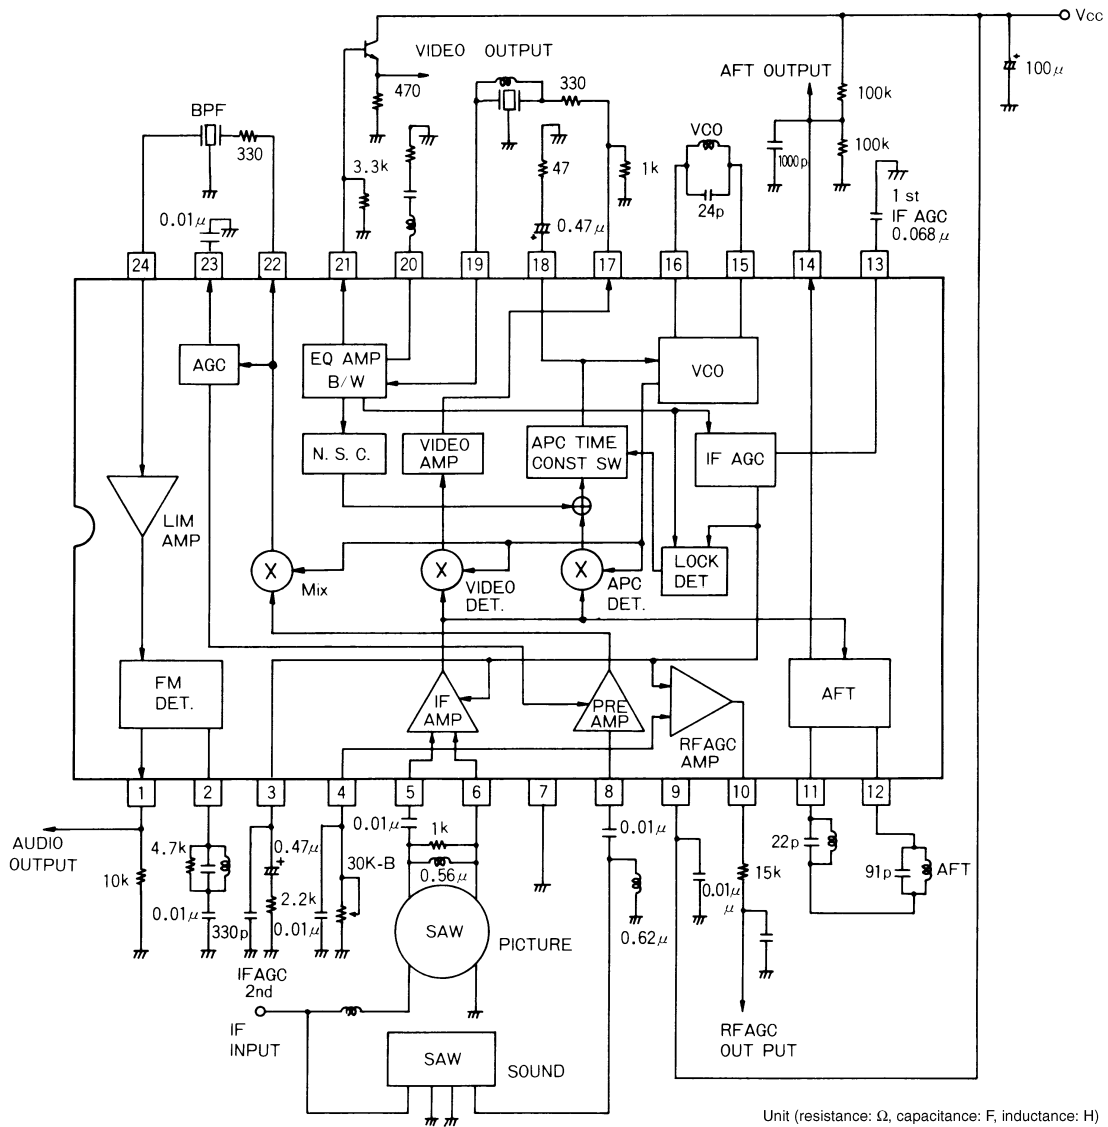 Vcc
VIDEO OUTPUT
470
330
AFT OUTPUT
100k
100μ
BPF
330
3.3k
47
1k
VCO
24p
1000p
100k
1 st
IF AGC
0.068μ
0.01μ
0.47μ
24
23
22
21
20
19
18
17
16
15
14
13
AGC
EQ AMP
B/W
VCO
N. S. C.
VIDEO
AMP
APC TIME
CONST SW
IF AGC
LIM
AMP
X
Mix
X
VIDEO
DET.
X
APC
DET.
LOCK
DET
FM
DET.
IF
AMP
PRE
AMP
RFAGC
AMP
AFT
1
2
3
4
5
6
7
8
9
10
11
12
AUDIO
OUTPUT
10k
4.7k
0.01μ
330p
0.47μ
2.2k
0.01μ
IFAGC
2nd
30K-B
0.01μ
1k
0.56μ
SAW
PICTURE
0.01μ
0.62μ
0.01μ
μ
15k
22p
91p
AFT
IF
INPUT
SAW
SOUND
RFAGC
OUT PUT
Unit (resistance: Ω, capacitance: F, inductance: H)